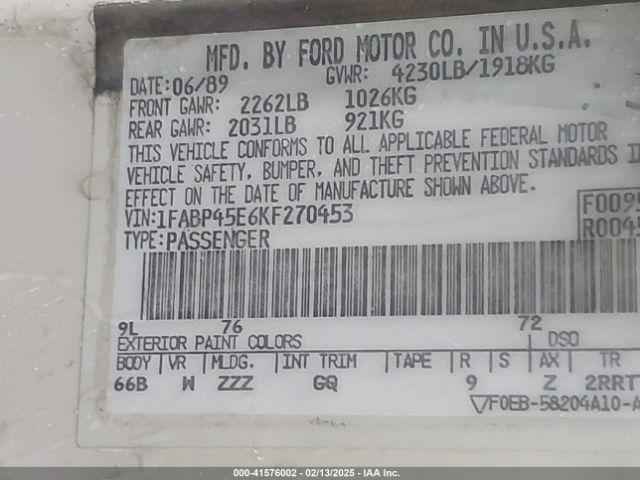 MFD. BY FORD MOTOR CO. IN U.S.A.
DATE: 06/89 GVWR: 4230LB/1918KG
FRONT GAWR: 2262LB 1026KG
REAR GAWR: 2031LB 921KG
THIS VEHICLE CONFORMS TO ALL APPLICABLE FEDERAL MOTOR
VEHICLE SAFETY, BUMPER, AND THEFT PREVENTION STANDARDS I
EFFECT ON THE DATE OF MANUFACTURE SHOWN ABOVE.
VIN:1FABP45E6KF270453 F0095
TYPE:PASSENGER R0045
9L 76 72
EXTERIOR PAINT COLORS DSO
BODY VR MLDG. INT TRIM TAPE R S AX TR
66B W ZZZ GQ 9 Z 2RRT
▽F0EB-58204A10-A
000-41576002 - 02/13/2025 - IAA Inc.